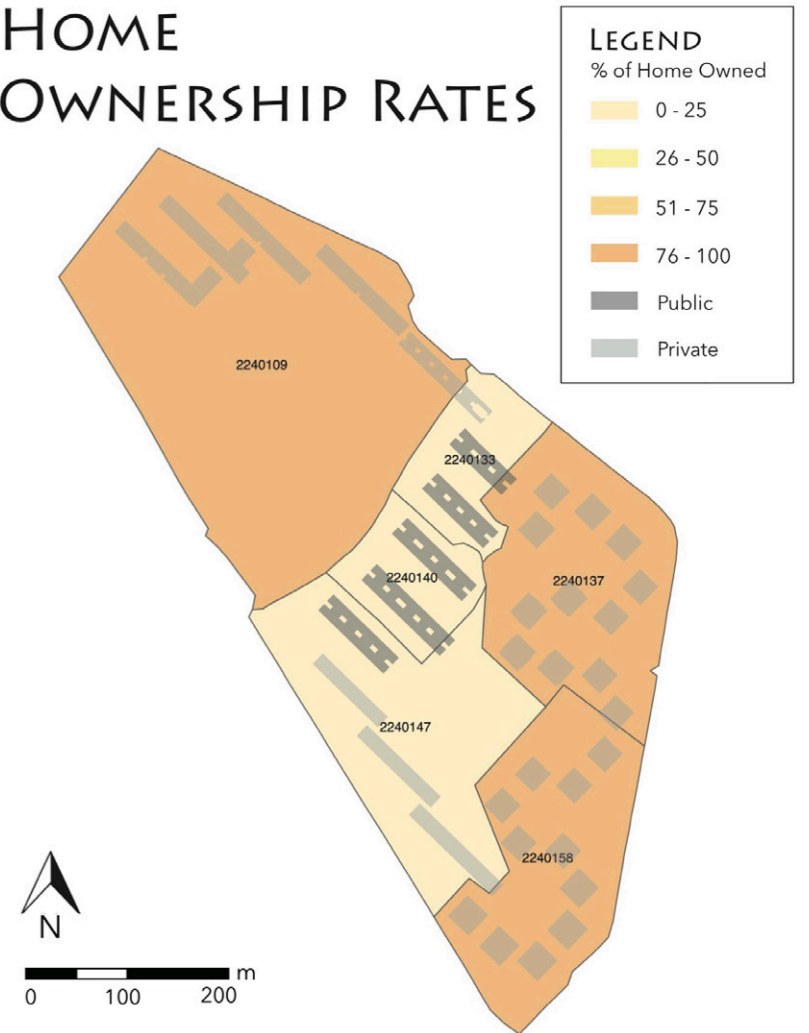 HOME
OWNERSHIP RATES
LEGEND
% of Home Owned
0 - 25
26 - 50
51 - 75
76 - 100
Public
Private
2240109
2240133
2240140
2240137
2240147
2240158
N
m
0 100 200